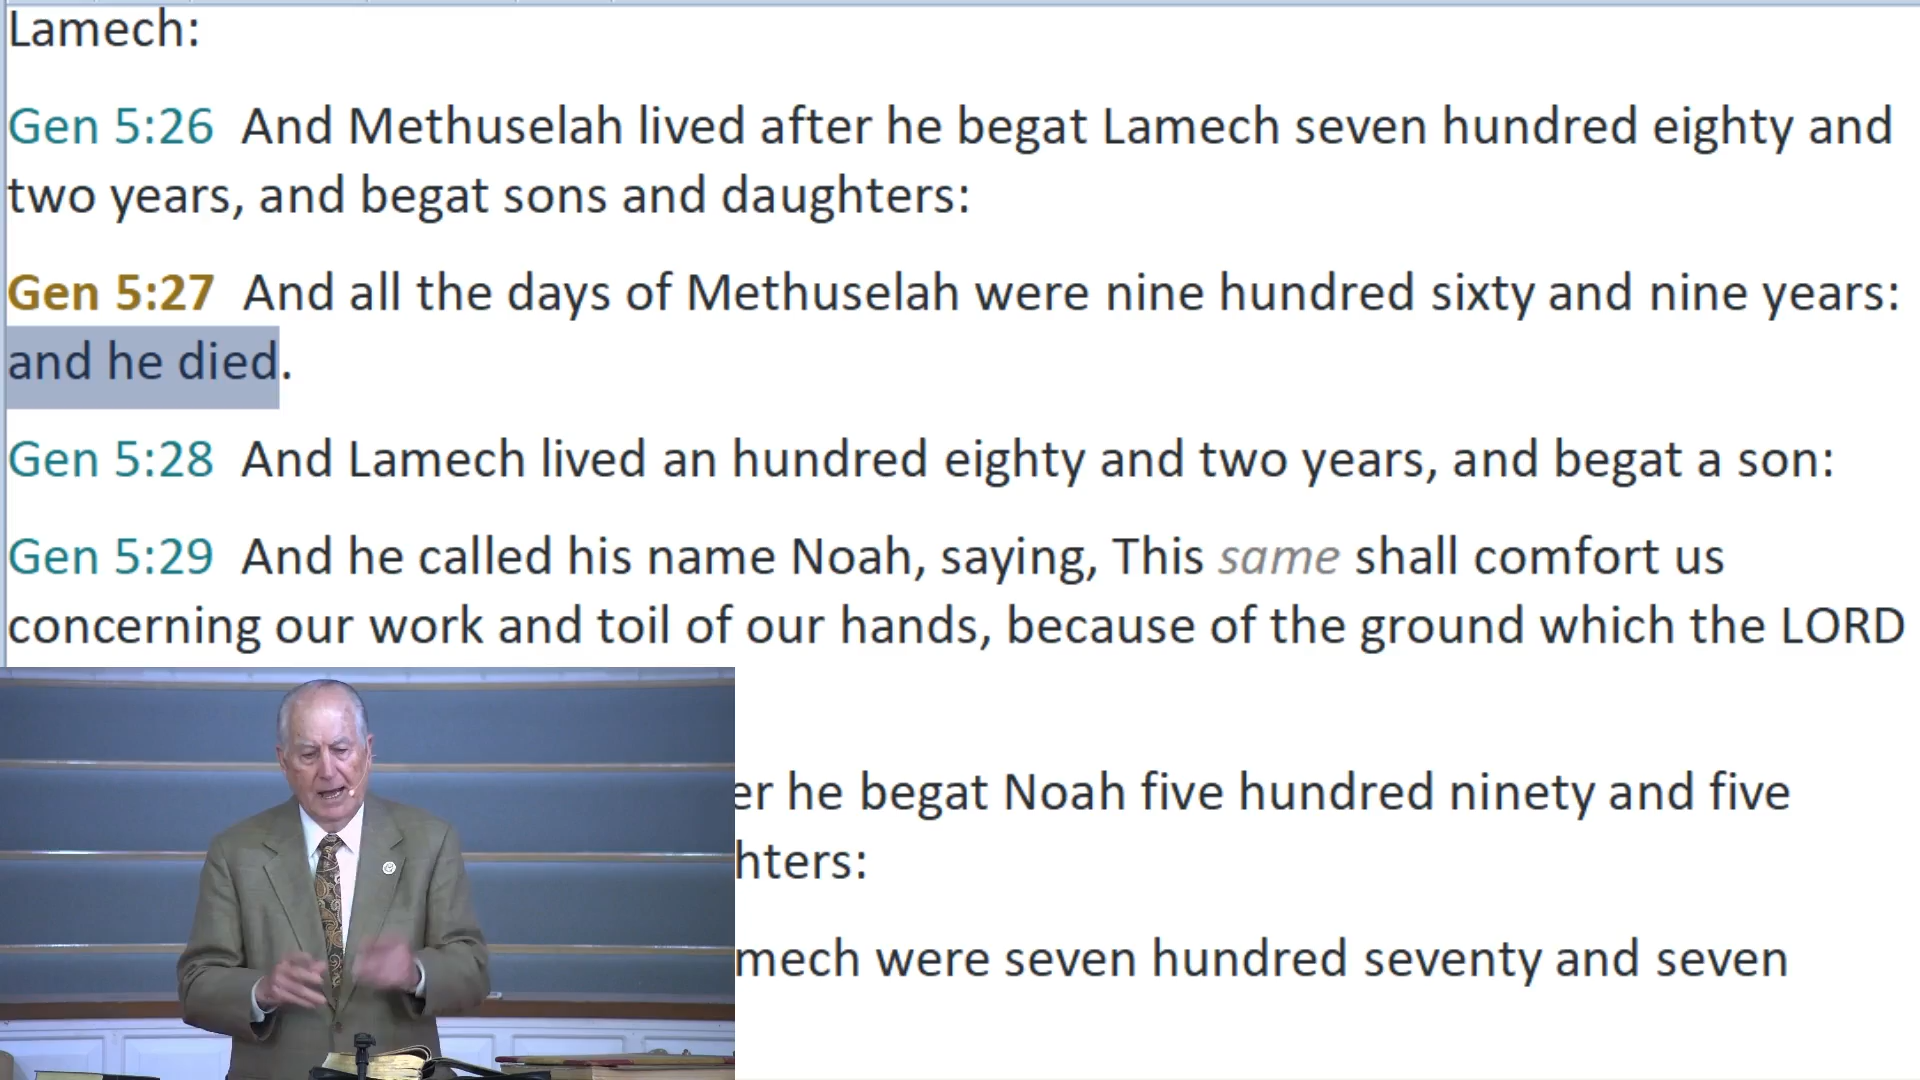 Lamech:
Gen 5:26 And Methuselah lived after he begat Lamech seven hundred eighty and
two years, and begat sons and daughters:
Gen 5:27 And all the days of Methuselah were nine hundred sixty and nine years:
and he died.
Gen 5:28 And Lamech lived an hundred eighty and two years, and begat a son:
Gen 5:29 And he called his name Noah, saying, This same shall comfort us
concerning our work and toil of our hands, because of the ground which the LORD
er he begat Noah five hundred ninety and five
hters:
mech were seven hundred seventy and seven